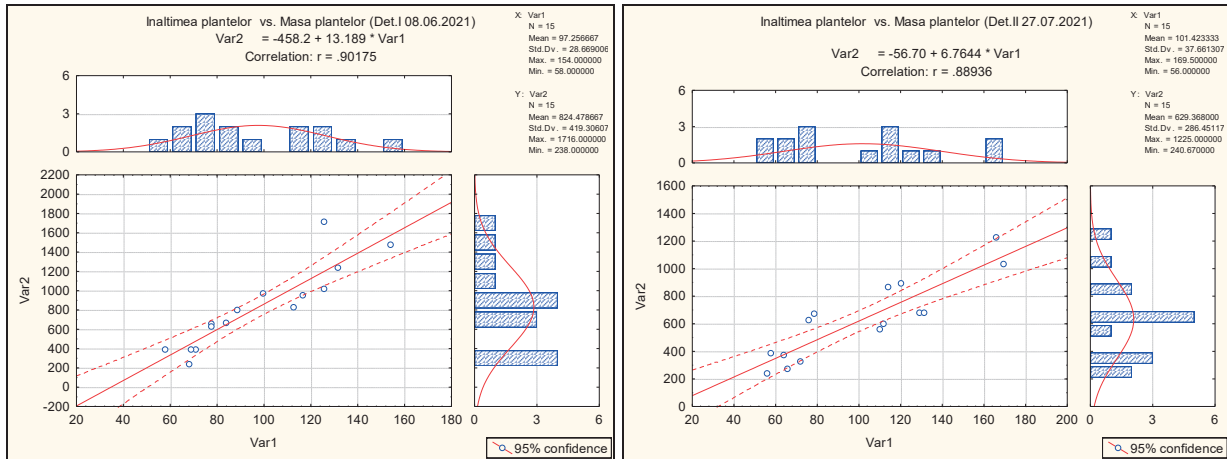 Inaltimea plantelor vs. Masa plantelor (Det.I 08.06.2021)
Var2 = -458.2 + 13.189 * Var1
Correlation: r = .90175
X: Var1
N = 15
Mean = 97.256667
Std.Dv. = 28.669006
Max. = 154.000000
Min. = 58.000000
Y: Var2
N = 15
Mean = 824.478667
Std.Dv. = 419.30607
Max. = 1716.000000
Min. = 238.000000
6
3
0
2200
2000
1800
1600
1400
1200
1000
800
600
400
200
0
-200
Var2
20 40 60 80 100 120 140 160 180
Var1
0 3 6
95% confidence
Inaltimea plantelor vs. Masa plantelor (Det.II 27.07.2021)
Var2 = -56.70 + 6.7644 * Var1
Correlation: r = .88936
X: Var1
N = 15
Mean = 101.423333
Std.Dv. = 37.661307
Max. = 169.500000
Min. = 56.000000
Y: Var2
N = 15
Mean = 629.368000
Std.Dv. = 286.45117
Max. = 1225.000000
Min. = 240.670000
6
3
0
1600
1400
1200
1000
800
600
400
200
0
Var2
20 40 60 80 100 120 140 160 180 200
Var1
0 3 6
95% confidence